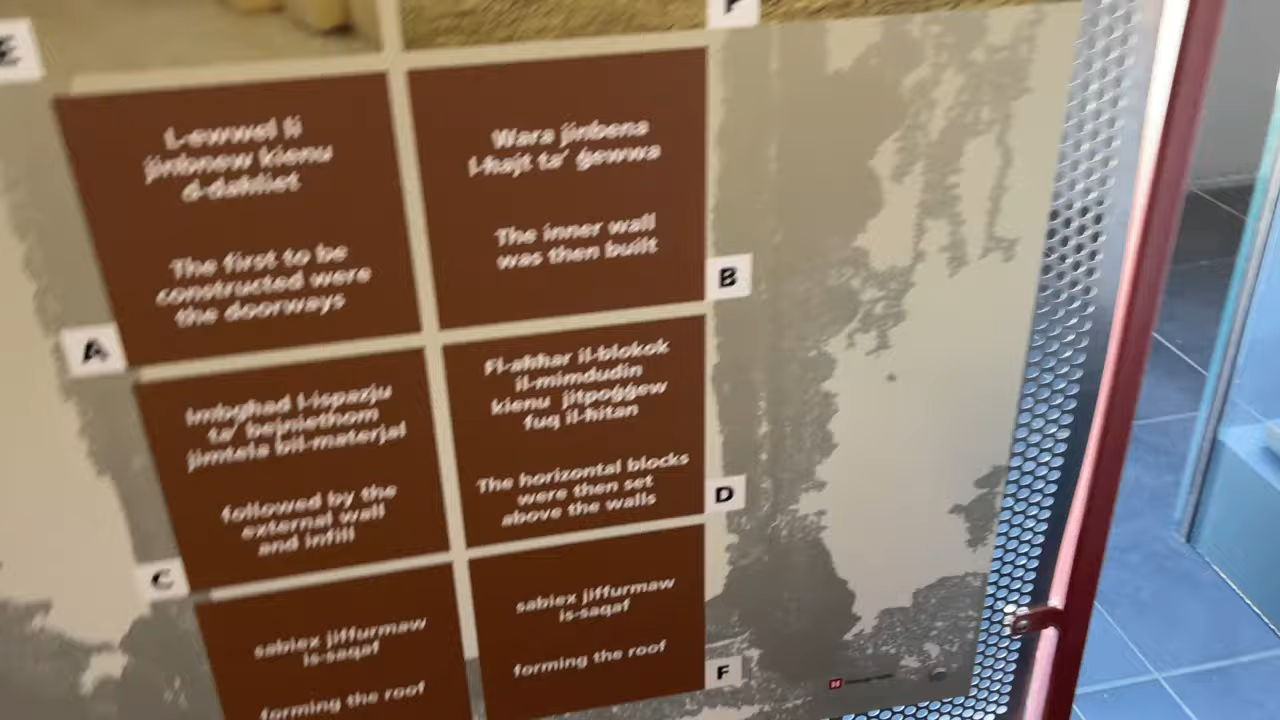 E
F
L-ewwel li
jinbnew kienu
d-daħliet
The first to be
constructed were
the doorways
A
Wara jinbena
l-ħajt ta' ġewwa
The inner wall
was then built
B
Imbgħad l-ispazju
ta' bejniethom
jimtela bil-materjal
followed by the
external wall
and infill
C
Fl-aħħar il-blokok
il-mimdudin
kienu jitpoġġew
fuq il-ħitan
The horizontal blocks
were then set
above the walls
D
sabiex jiffurmaw
is-saqaf
forming the roof
sabiex jiffurmaw
is-saqaf
forming the roof
F